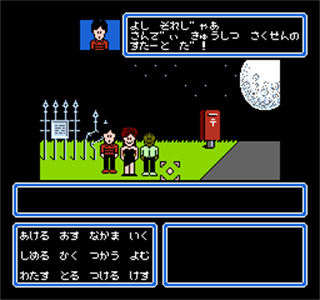 よし それじゃあ
さんでぃ きゅうしつ さくせんの
すたーと だ!
〒
あける おす なかま いく
しめる ひく つかう よむ
わたす とる つける けす